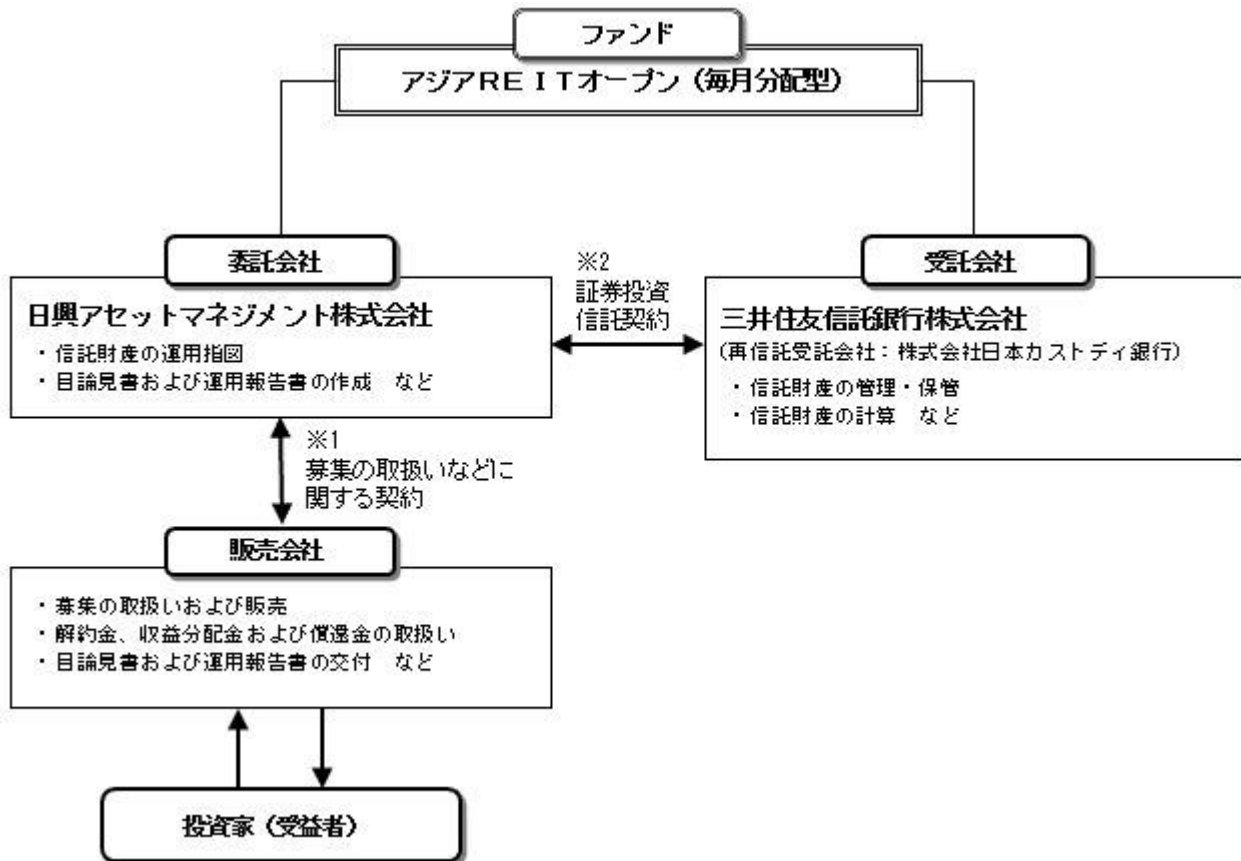 ファンド
アジアREITオープン（毎月分配型）
委託会社
日興アセットマネジメント株式会社
・信託財産の運用指図
・目論見書および運用報告書の作成　など
※2
証券投資
信託契約
受託会社
三井住友信託銀行株式会社
(再信託受託会社：株式会社日本カストディ銀行)
・信託財産の管理・保管
・信託財産の計算　など
※1
募集の取扱いなどに
関する契約
販売会社
・募集の取扱いおよび販売
・解約金、収益分配金および償還金の取扱い
・目論見書および運用報告書の交付　など
投資家（受益者）